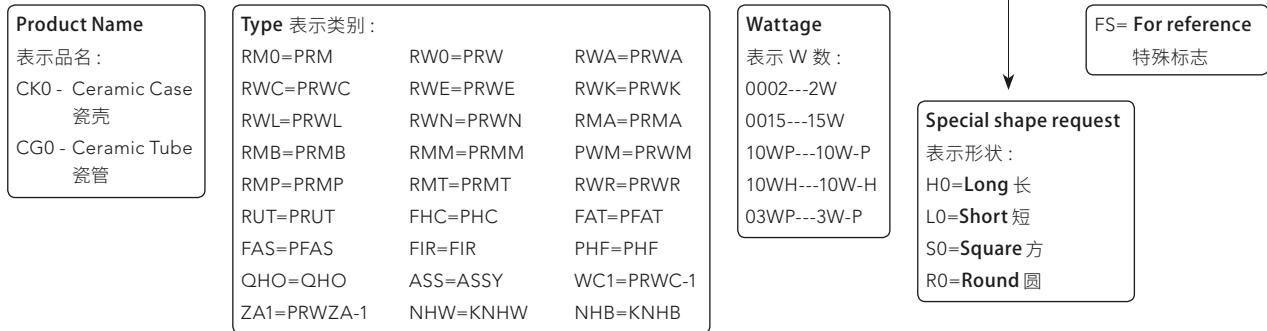 Product Name
表示品名 :
CK0 - Ceramic Case
瓷壳
CG0 - Ceramic Tube
瓷管
Type 表示类别 :
RM0=PRM RW0=PRW RWA=PRWA
RWC=PRWC RWE=PRWE RWK=PRWK
RWL=PRWL RWN=PRWN RMA=PRMA
RMB=PRMB RMM=PRMM PWM=PRWM
RMP=PRMP RMT=PRMT RWR=PRWR
RUT=PRUT FHC=PHC FAT=PFAT
FAS=PFAS FIR=FIR PHF=PHF
QHO=QHO ASS=ASSY WC1=PRWC-1
ZA1=PRWZA-1 NHW=KNHW NHB=KNHB
Wattage
表示 W 数 :
0002---2W
0015---15W
10WP---10W-P
10WH---10W-H
03WP---3W-P
Special shape request
表示形状 :
H0=Long 长
L0=Short 短
S0=Square 方
R0=Round 圆
FS= For reference
特殊标志